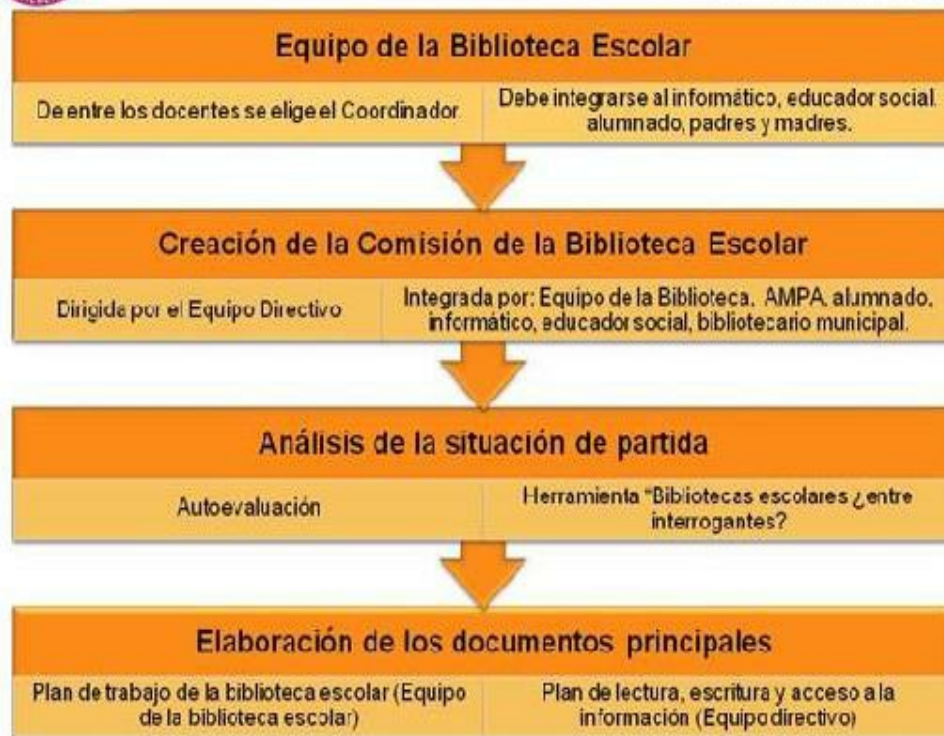 Equipo de la Biblioteca Escolar
De entre los docentes se elige el Coordinador
Debe integrarse al informático, educador social,
alumnado, padres y madres.
Creación de la Comisión de la Biblioteca Escolar
Dirigida por el Equipo Directivo
Integrada por: Equipo de la Biblioteca, AMPA, alumnado,
informático, educador social, bibliotecario municipal.
Análisis de la situación de partida
Autoevaluación
Herramienta "Bibliotecas escolares ¿entre
interrogantes?
Elaboración de los documentos principales
Plan de trabajo de la biblioteca escolar (Equipo
de la biblioteca escolar)
Plan de lectura, escritura y acceso a la
información (Equipo directivo)